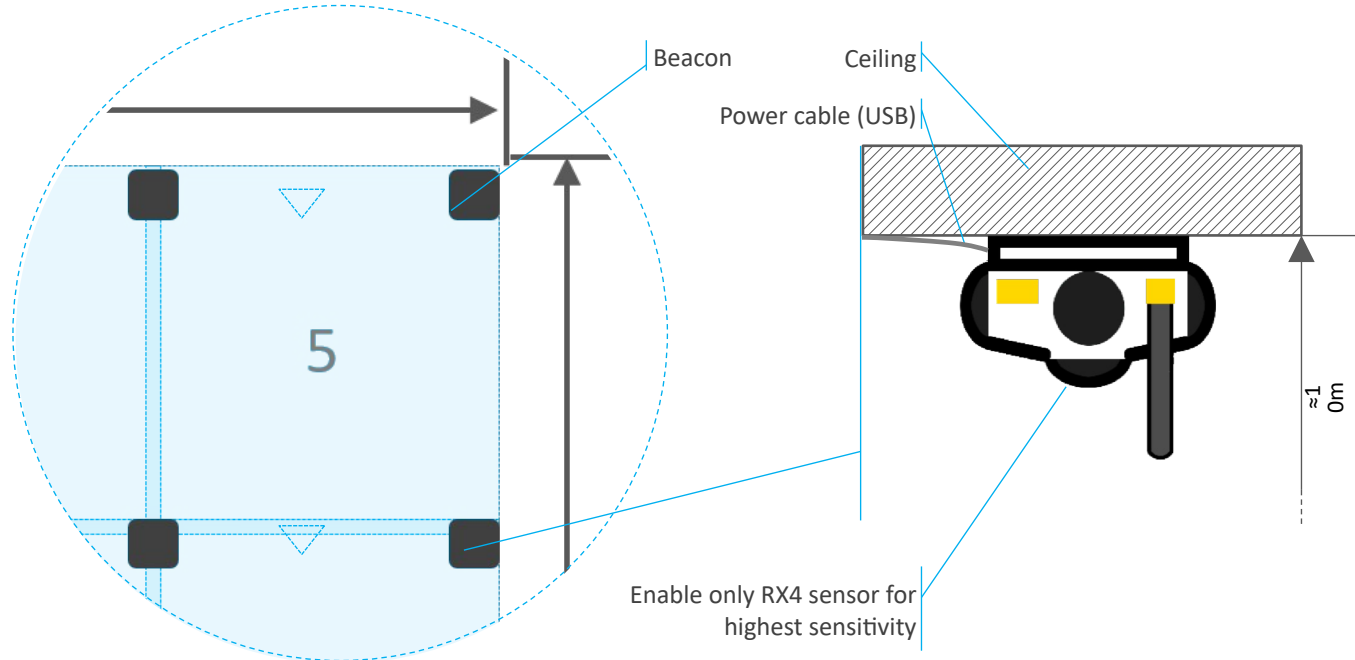 Beacon
Ceiling
Power cable (USB)
5
≈1
0m
Enable only RX4 sensor for
highest sensitivity